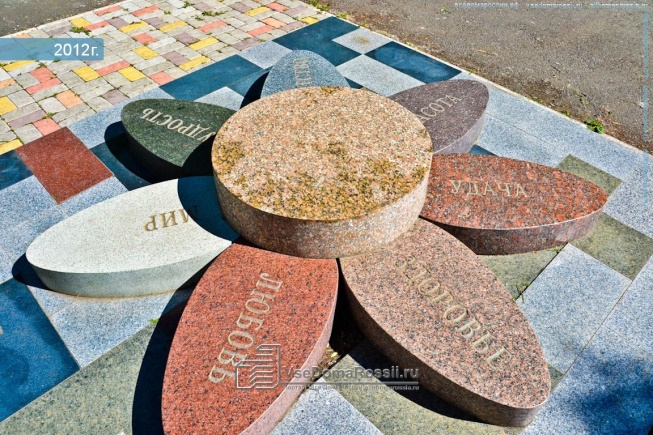 2012г.
МУДРОСТЬ
КРАСОТА
УДАЧА
МИР
ЛЮБОВЬ
ЗДОРОВЬЕ
VseDomaRossii.ru